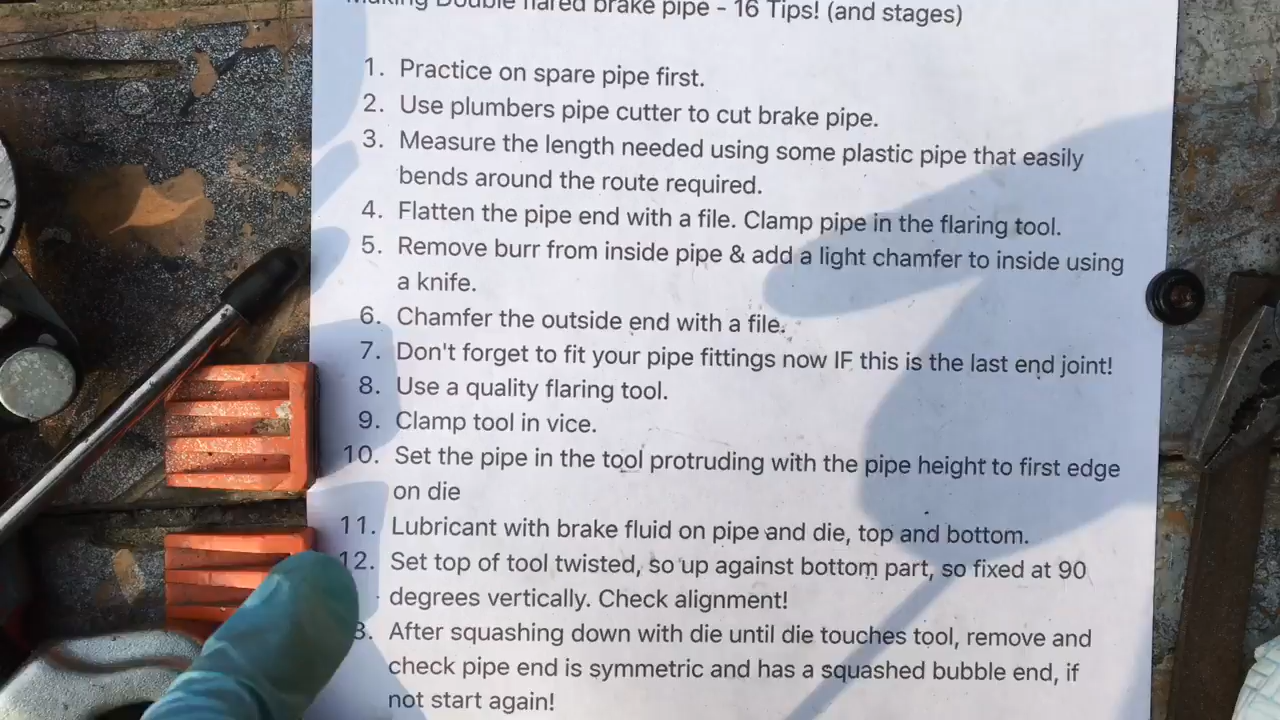 Making Double flared brake pipe - 16 Tips! (and stages)
1. Practice on spare pipe first.
2. Use plumbers pipe cutter to cut brake pipe.
3. Measure the length needed using some plastic pipe that easily
bends around the route required.
4. Flatten the pipe end with a file. Clamp pipe in the flaring tool.
5. Remove burr from inside pipe & add a light chamfer to inside using
a knife.
6. Chamfer the outside end with a file.
7. Don't forget to fit your pipe fittings now IF this is the last end joint!
8. Use a quality flaring tool.
9. Clamp tool in vice.
10. Set the pipe in the tool protruding with the pipe height to first edge
on die
11. Lubricant with brake fluid on pipe and die, top and bottom.
12. Set top of tool twisted, so up against bottom part, so fixed at 90
degrees vertically. Check alignment!
3. After squashing down with die until die touches tool, remove and
check pipe end is symmetric and has a squashed bubble end, if
not start again!